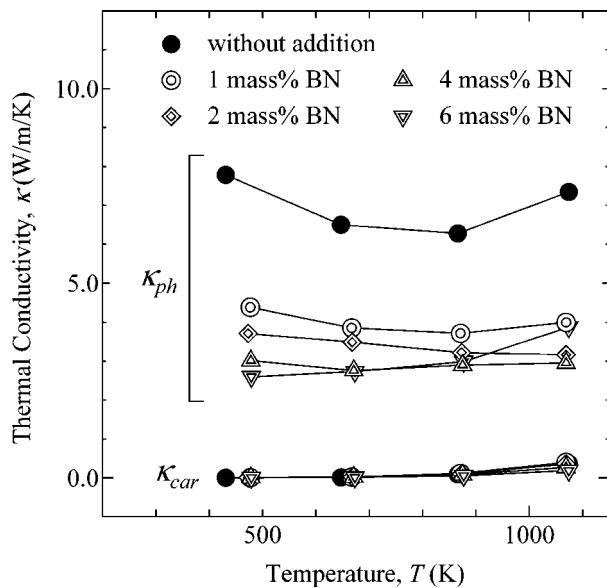 without addition
1 mass% BN
4 mass% BN
2 mass% BN
6 mass% BN
10.0
5.0
0.0
κph
κcar
Thermal Conductivity, κ (W/m/K)
500
1000
Temperature, T (K)